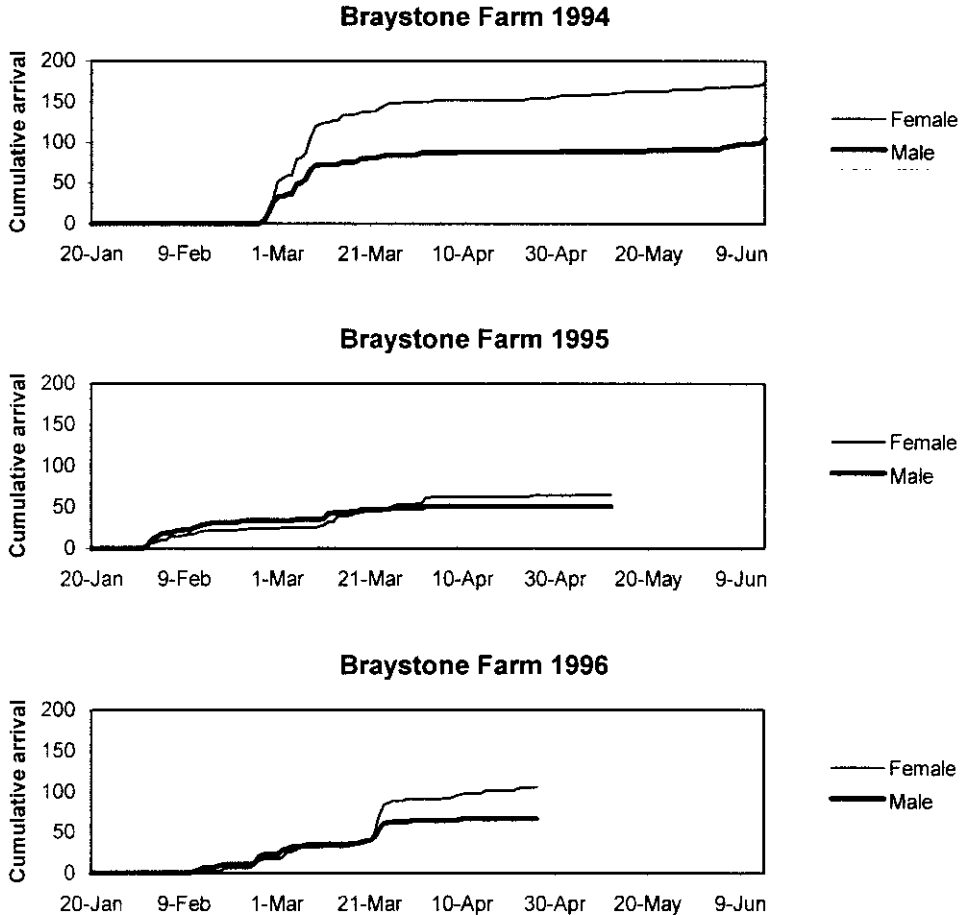 Braystone Farm 1994
Cumulative arrival
200
150
100
50
0
20-Jan 9-Feb 1-Mar 21-Mar 10-Apr 30-Apr 20-May 9-Jun
Female
Male
Braystone Farm 1995
Cumulative arrival
200
150
100
50
0
20-Jan 9-Feb 1-Mar 21-Mar 10-Apr 30-Apr 20-May 9-Jun
Female
Male
Braystone Farm 1996
Cumulative arrival
200
150
100
50
0
20-Jan 9-Feb 1-Mar 21-Mar 10-Apr 30-Apr 20-May 9-Jun
Female
Male